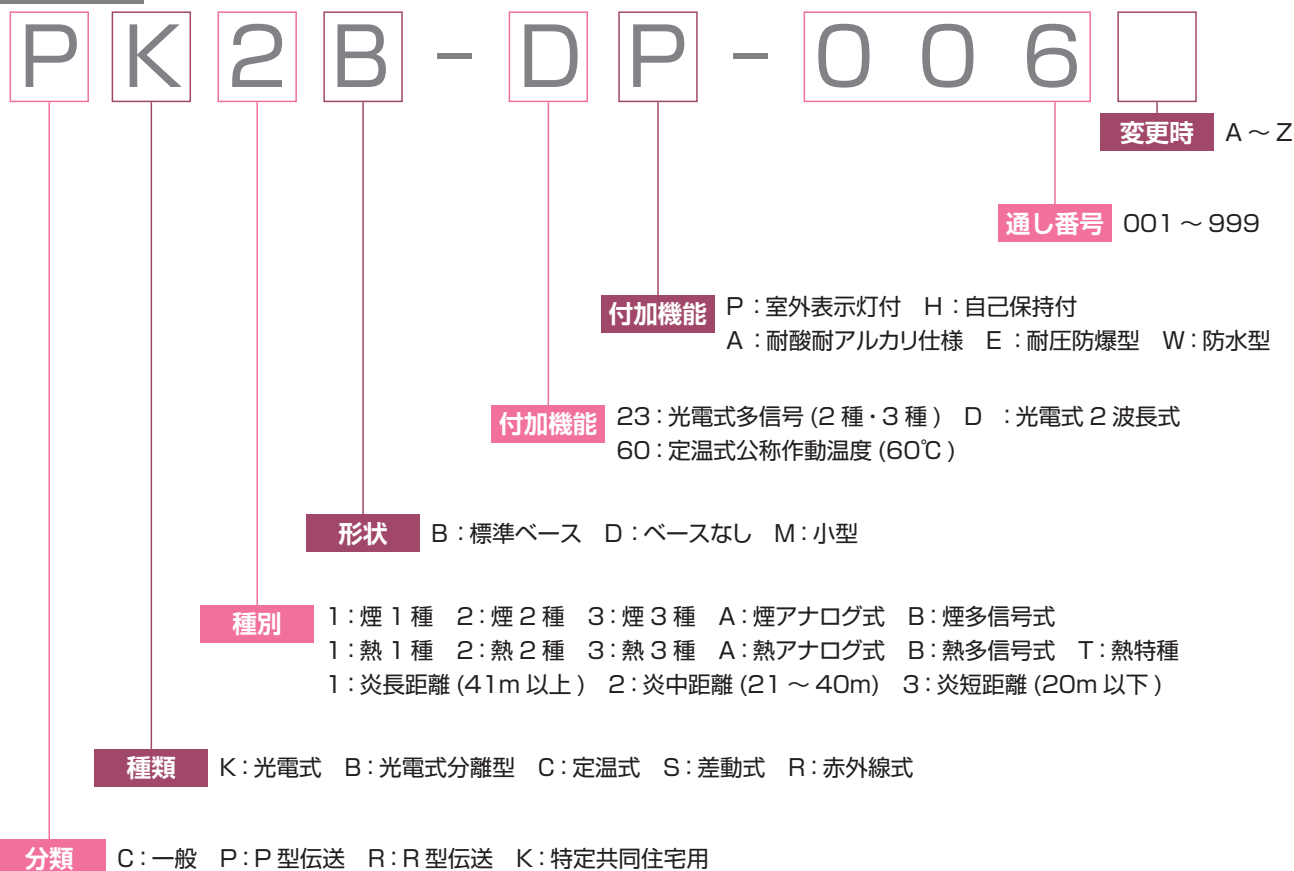 PK2B-DP-006
変更時 A～Z
通し番号 001～999
付加機能 P：室外表示灯付 H：自己保持付
A：耐酸耐アルカリ仕様 E：耐圧防爆型 W：防水型
付加機能 23：光電式多信号(2種・3種) D：光電式2波長式
60：定温式公称作動温度(60℃)
形状 B：標準ベース D：ベースなし M：小型
種別 1：煙1種 2：煙2種 3：煙3種 A：煙アナログ式 B：煙多信号式
1：熱1種 2：熱2種 3：熱3種 A：熱アナログ式 B：熱多信号式 T：熱特種
1：炎長距離(41m以上) 2：炎中距離(21～40m) 3：炎短距離(20m以下)
種類 K：光電式 B：光電式分離型 C：定温式 S：差動式 R：赤外線式
分類 C：一般 P：P型伝送 R：R型伝送 K：特定共同住宅用